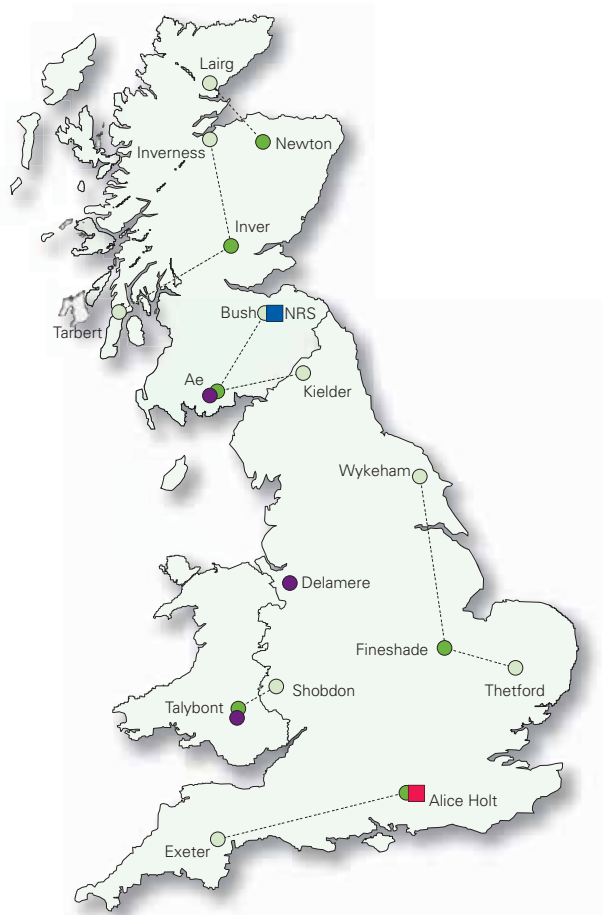 Lairg
Inverness
Newton
Inver
Tarbert
Bush
NRS
Ae
Kielder
Wykeham
Delamere
Fineshade
Thetford
Shobdon
Talybont
Alice Holt
Exeter